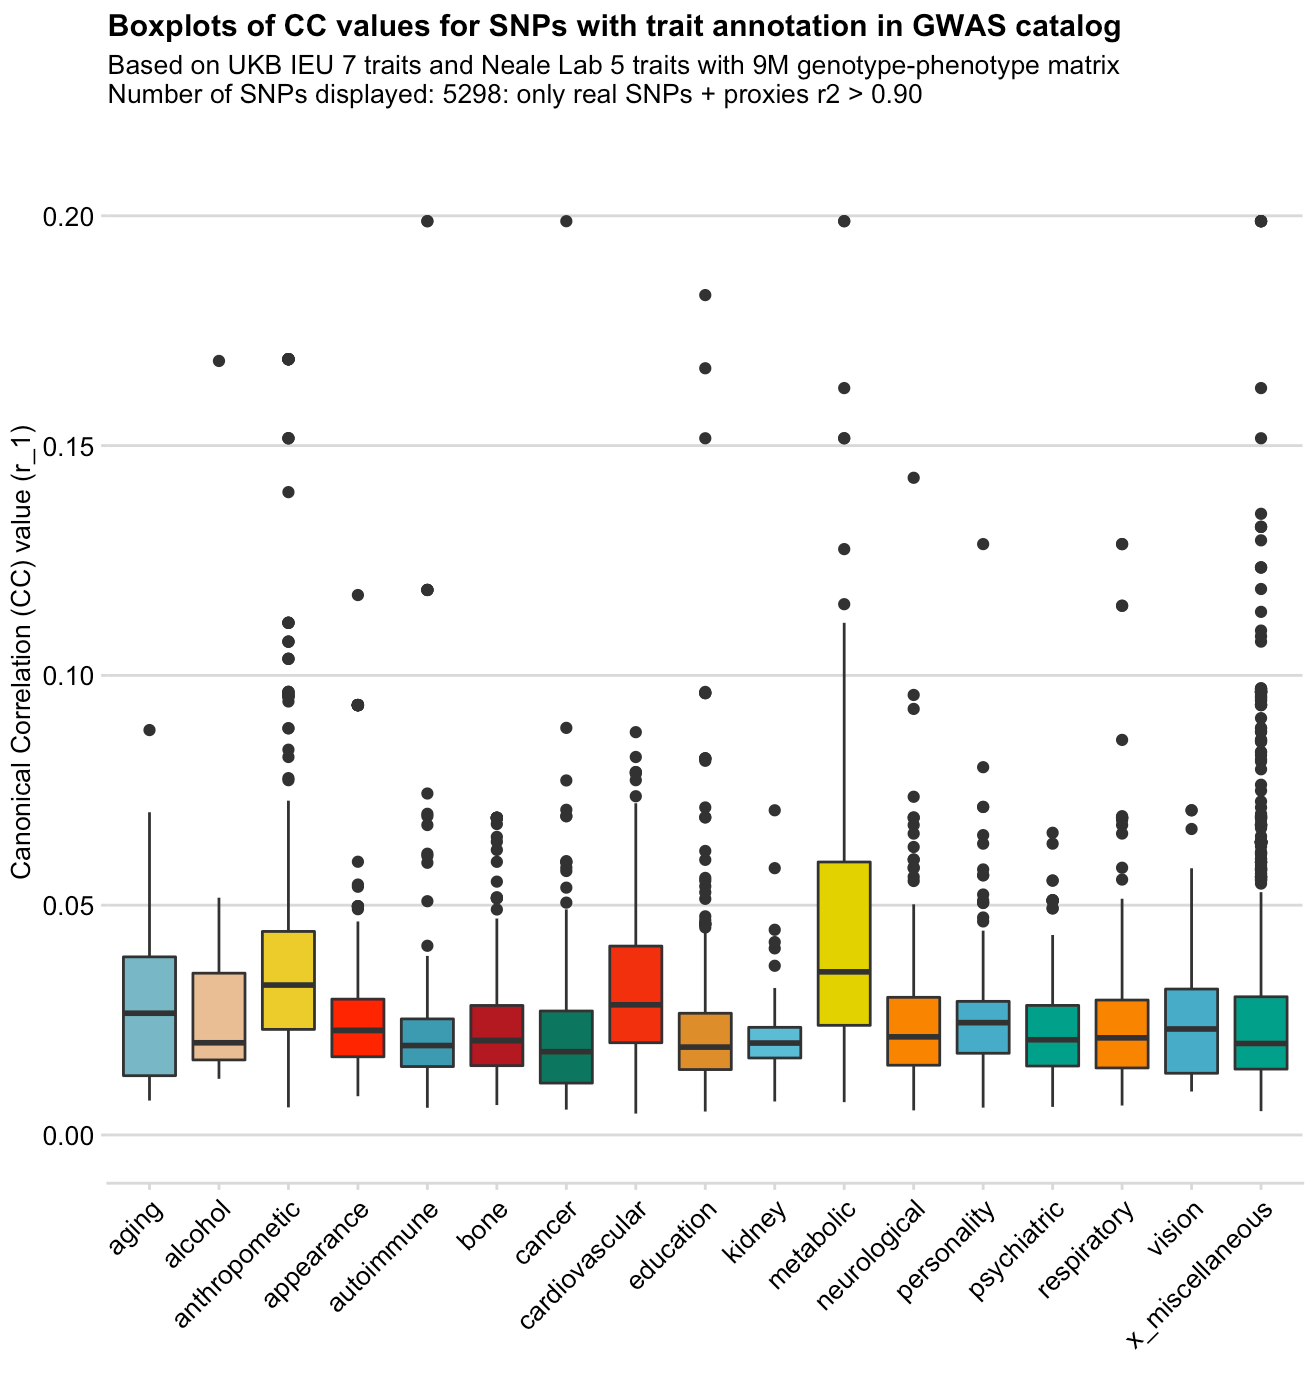 Boxplots of CC values for SNPs with trait annotation in GWAS catalog
Based on UKB IEU 7 traits and Neale Lab 5 traits with 9M genotype-phenotype matrix
Number of SNPs displayed: 5298: only real SNPs + proxies r2 > 0.90
Canonical Correlation (CC) value (r_1)
0.20
0.15
0.10
0.05
0.00
aging
alcohol
anthropometic
appearance
autoimmune
bone
cancer
cardiovascular
education
kidney
metabolic
neurological
personality
psychiatric
respiratory
vision
x_miscellaneous